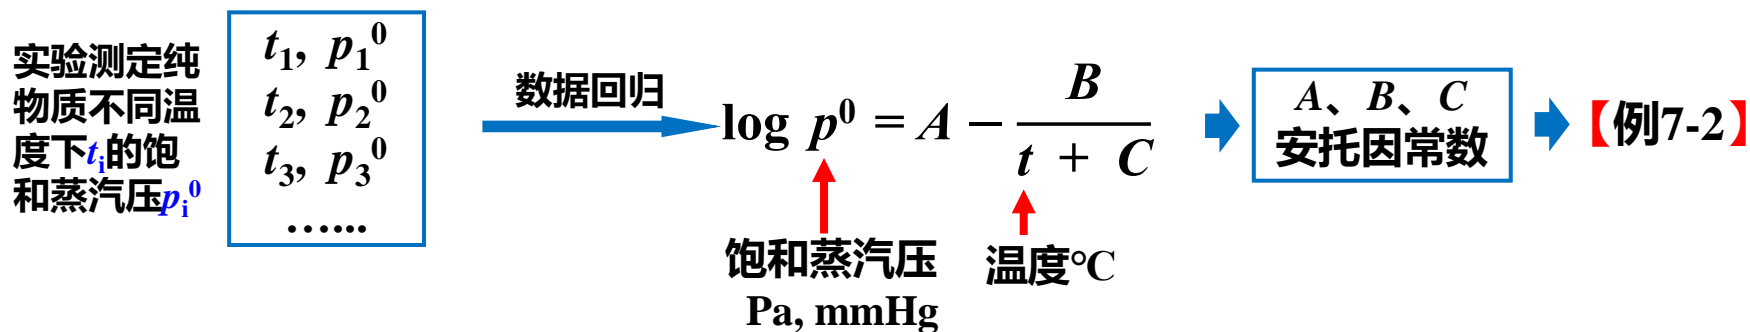 实验测定纯
物质不同温
度下tᵢ的饱
和蒸汽压pᵢ⁰
t₁, p₁⁰
t₂, p₂⁰
t₃, p₃⁰
…...
数据回归
log p⁰ = A − B / (t + C)
饱和蒸汽压
Pa, mmHg
温度°C
A、B、C
安托因常数
【例7-2】